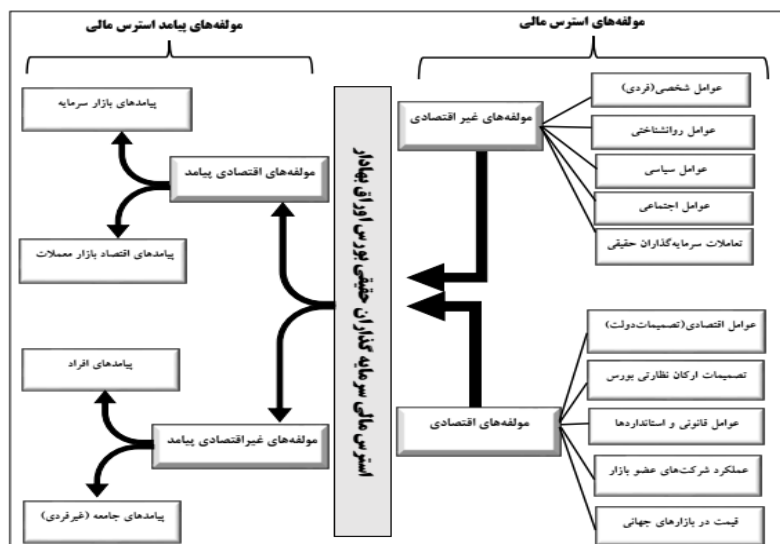 مولفه‌های استرس مالی
مولفه‌های غیر اقتصادی
عوامل شخصی(فردی)
عوامل روانشناختی
عوامل سیاسی
عوامل اجتماعی
تعاملات سرمایه‌گذاران حقیقی
مولفه‌های اقتصادی
عوامل اقتصادی(تصمیمات‌دولت)
تصمیمات ارکان نظارتی بورس
عوامل قانونی و استانداردها
عملکرد شرکت‌های عضو بازار
قیمت در بازارهای جهانی
استرس مالی سرمایه گذاران حقیقی بورس اوراق بهادار
مولفه‌های پیامد استرس مالی
مولفه‌های اقتصادی پیامد
پیامدهای بازار سرمایه
پیامدهای اقتصاد بازار معملات
مولفه‌های غیراقتصادی پیامد
پیامدهای افراد
پیامدهای جامعه (غیرفردی)